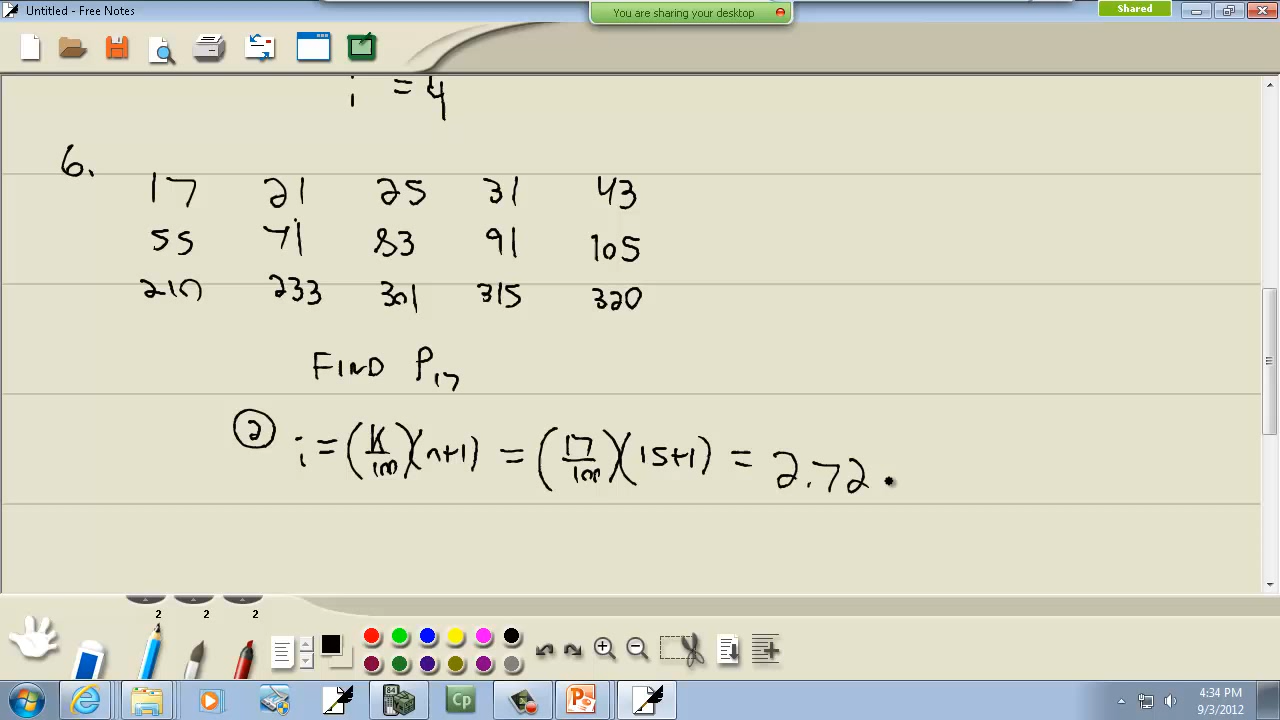 Untitled - Free Notes
You are sharing your desktop
Shared
i = 4
6.
17 21 25 31 43
55 71 83 91 105
210 233 301 315 320
FIND P17
2 i = (K/100)(n+1) = (17/100)(15+1) = 2.72
2 2 2
Cp
4:34 PM
9/3/2012